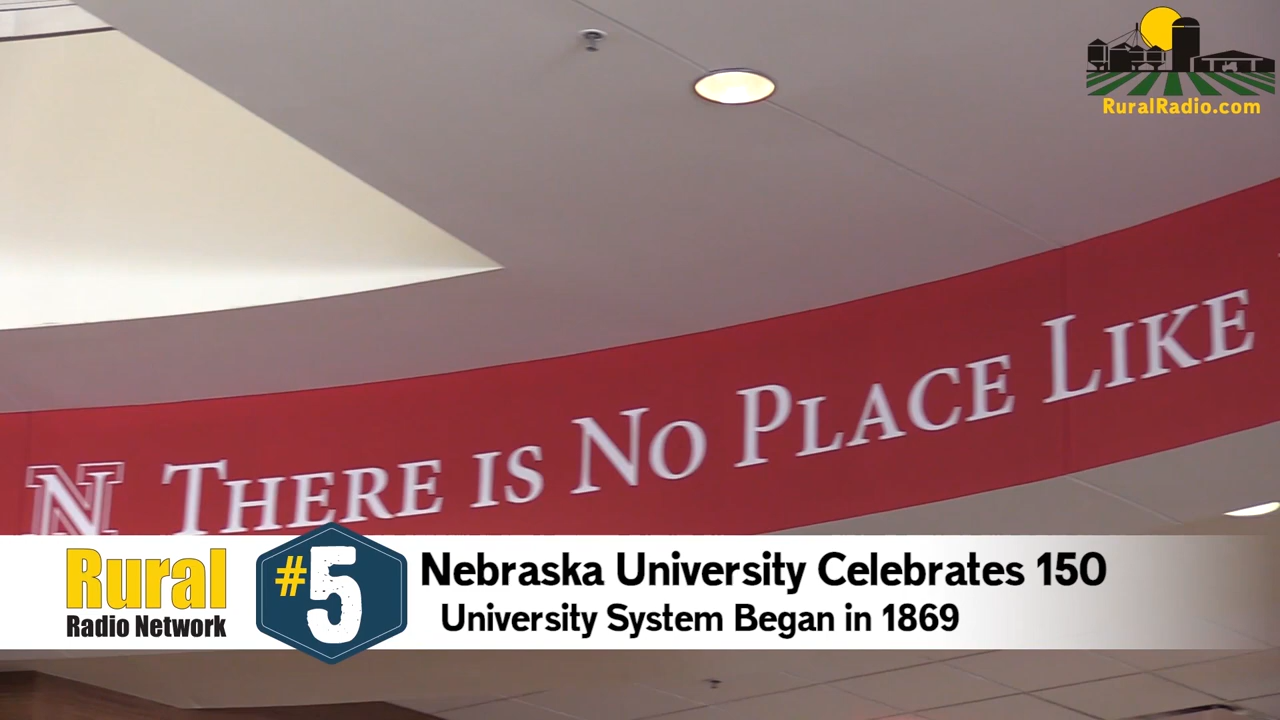 RuralRadio.com
N THERE IS NO PLACE LIKE
Rural
Radio Network
#5
Nebraska University Celebrates 150
University System Began in 1869